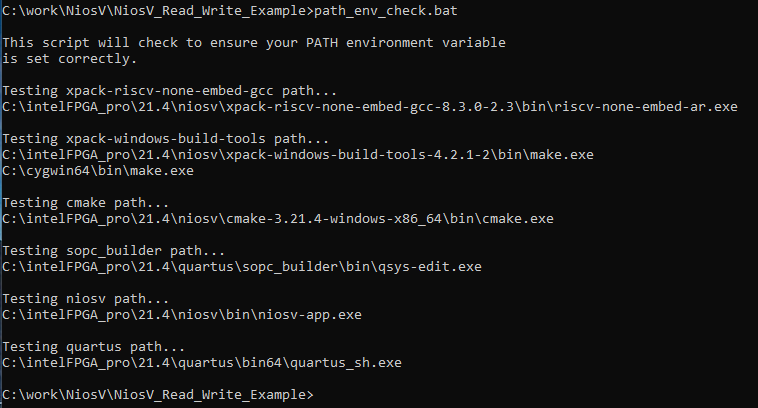 C:\work\NiosV\NiosV_Read_Write_Example>path_env_check.bat
This script will check to ensure your PATH environment variable
is set correctly.
Testing xpack-riscv-none-embed-gcc path...
C:\intelFPGA_pro\21.4\niosv\xpack-riscv-none-embed-gcc-8.3.0-2.3\bin\riscv-none-embed-ar.exe
Testing xpack-windows-build-tools path...
C:\intelFPGA_pro\21.4\niosv\xpack-windows-build-tools-4.2.1-2\bin\make.exe
C:\cygwin64\bin\make.exe
Testing cmake path...
C:\intelFPGA_pro\21.4\niosv\cmake-3.21.4-windows-x86_64\bin\cmake.exe
Testing sopc_builder path...
C:\intelFPGA_pro\21.4\quartus\sopc_builder\bin\qsys-edit.exe
Testing niosv path...
C:\intelFPGA_pro\21.4\niosv\bin\niosv-app.exe
Testing quartus path...
C:\intelFPGA_pro\21.4\quartus\bin64\quartus_sh.exe
C:\work\NiosV\NiosV_Read_Write_Example>